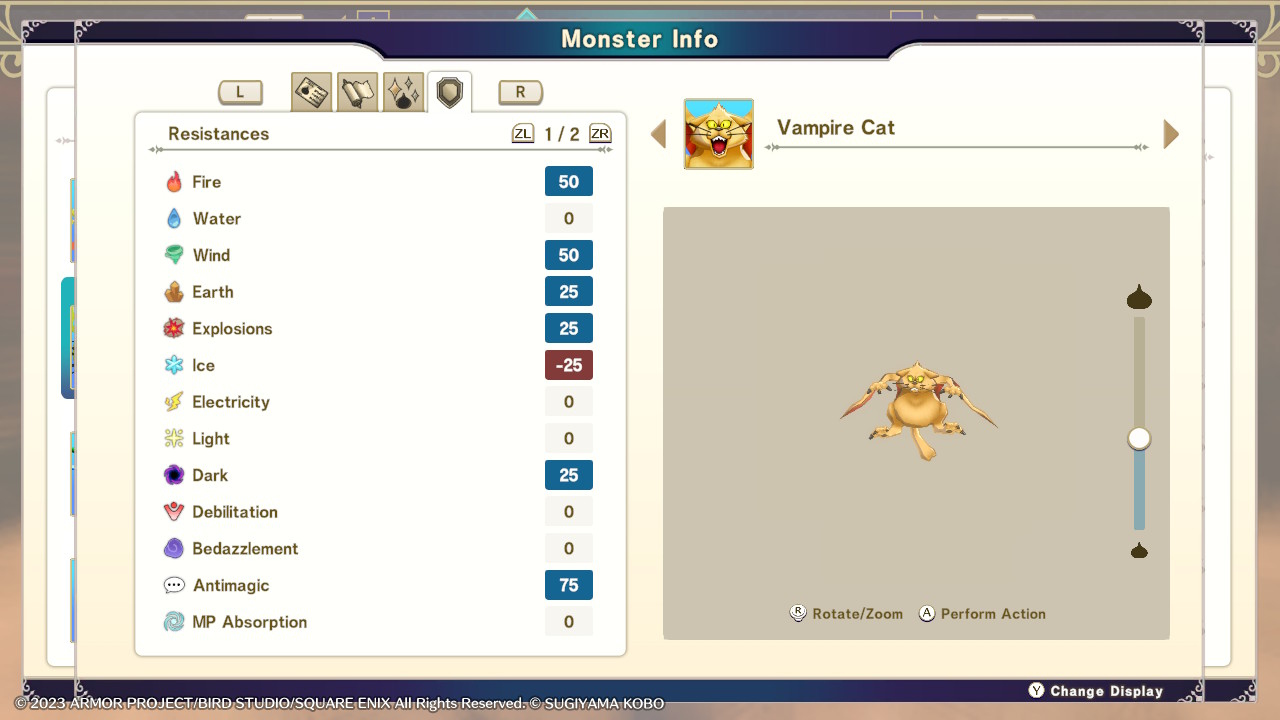 Monster Info
L
R
Resistances
ZL 1 / 2 ZR
Fire 50
Water 0
Wind 50
Earth 25
Explosions 25
Ice -25
Electricity 0
Light 0
Dark 25
Debilitation 0
Bedazzlement 0
Antimagic 75
MP Absorption 0
Vampire Cat
R Rotate/Zoom A Perform Action
Y Change Display
© 2023 ARMOR PROJECT/BIRD STUDIO/SQUARE ENIX All Rights Reserved. © SUGIYAMA KOBO